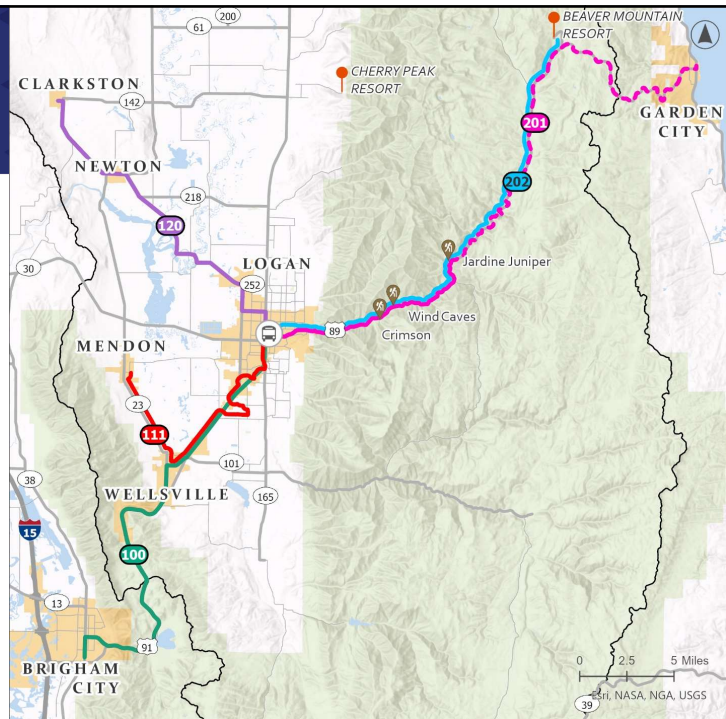 200
61
BEAVER MOUNTAIN
RESORT
CHERRY PEAK
RESORT
CLARKSTON
142
201
GARDEN
CITY
NEWTON
218
202
120
LOGAN
Jardine Juniper
30
252
Wind Caves
89
Crimson
MENDON
23
111
101
38
WELLSVILLE
165
15
100
13
91
BRIGHAM
CITY
0 2.5 5 Miles
Esri, NASA, NGA, USGS
39